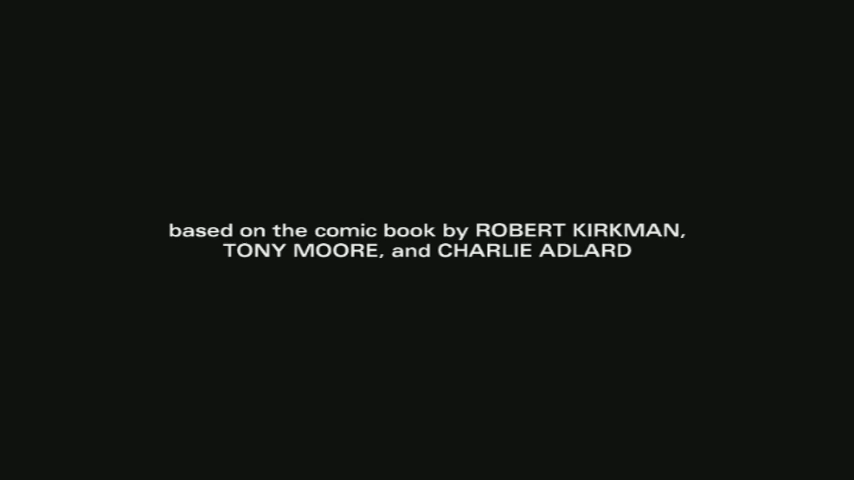 based on the comic book by ROBERT KIRKMAN,
TONY MOORE, and CHARLIE ADLARD